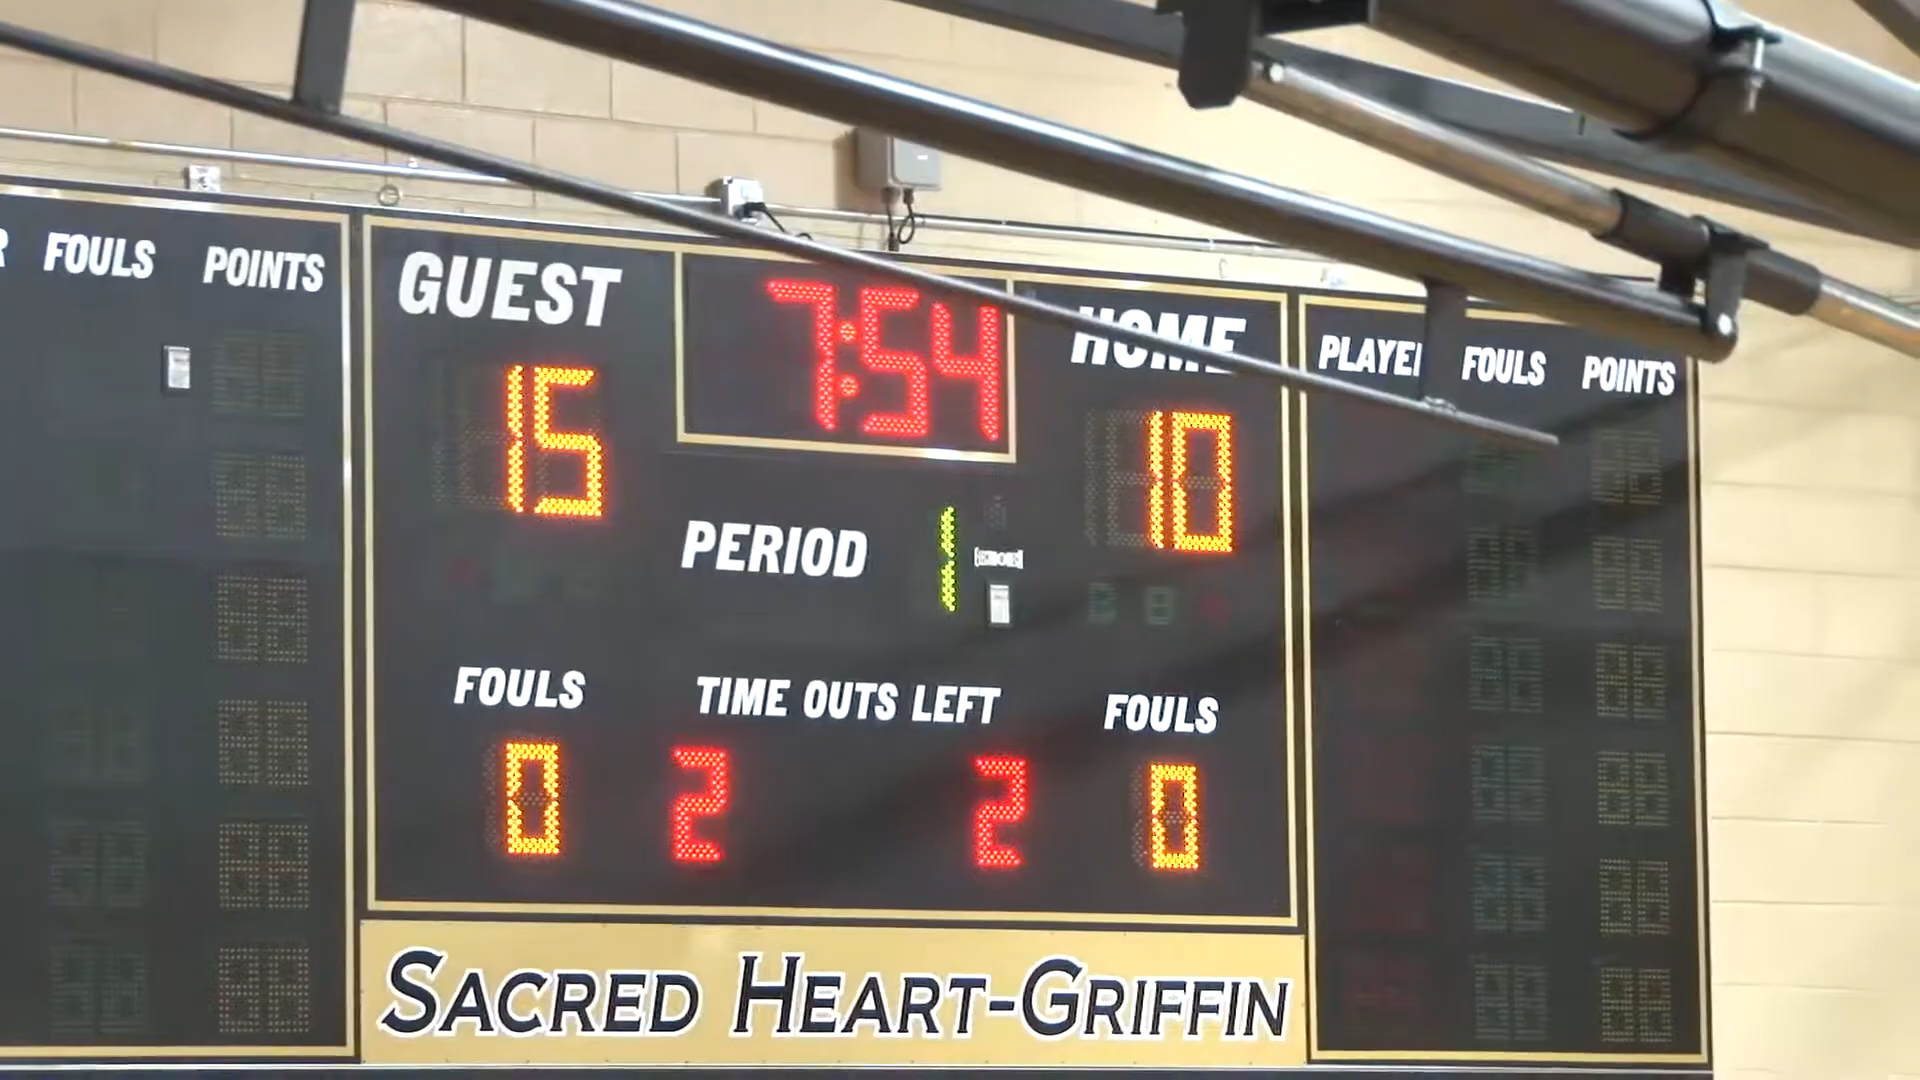 FOULS POINTS
GUEST 7:54 HOME
PLAYER FOULS POINTS
15 10
PERIOD 1
FOULS TIME OUTS LEFT FOULS
0 2 2 0
SACRED HEART-GRIFFIN